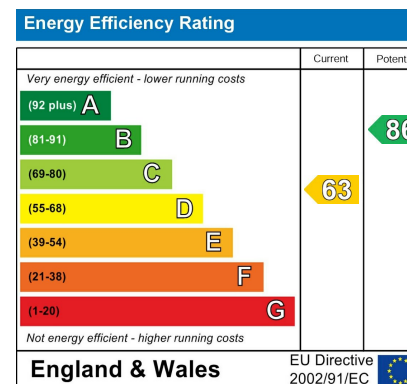 Energy Efficiency Rating
Current Potent
Very energy efficient - lower running costs
(92 plus) A
(81-91) B
86
(69-80) C
63
(55-68) D
(39-54) E
(21-38) F
(1-20) G
Not energy efficient - higher running costs
England & Wales
EU Directive
2002/91/EC